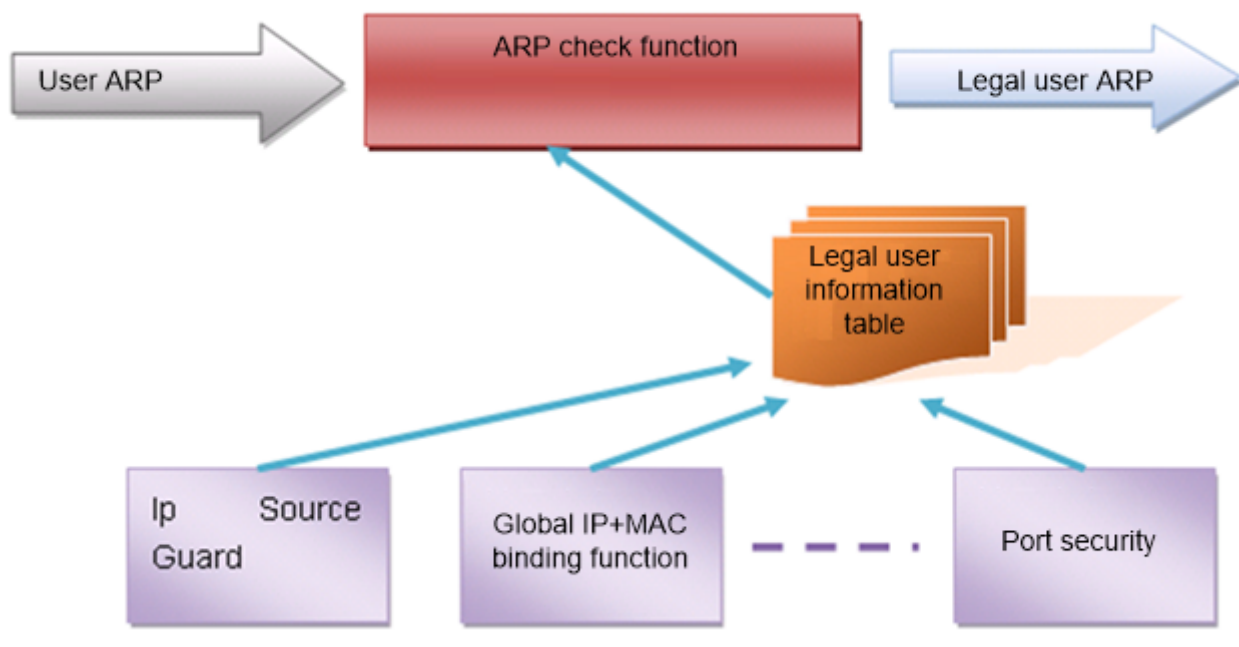 User ARP
ARP check function
Legal user ARP
Legal user
information
table
Ip Source
Guard
Global IP+MAC
binding function
Port security